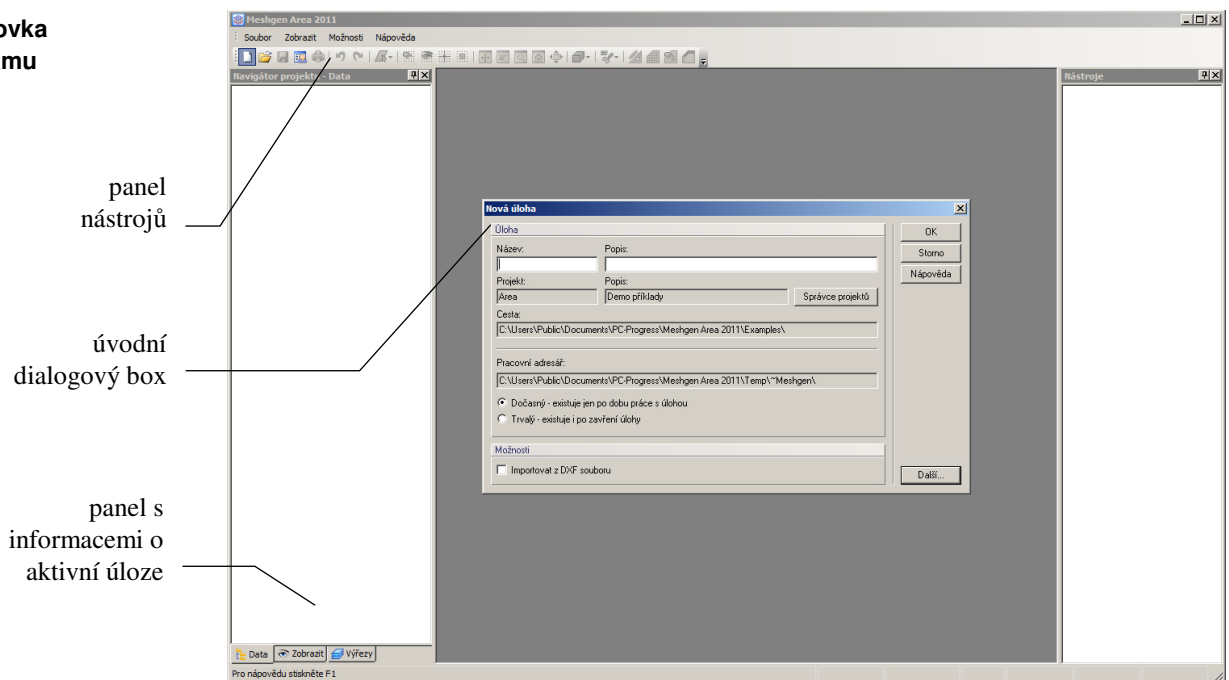 ovka
mu
panel
nástrojů
úvodní
dialogový box
panel s
informacemi o
aktivní úloze
Meshgen Area 2011
Soubor Zobrazit Možnosti Nápověda
Navigátor projektu - Data
Nástroje
Nová úloha
Úloha
Název: Popis:
Projekt: Popis:
Area Demo příklady Správce projektů
Cesta:
C:\Users\Public\Documents\PC-Progress\Meshgen Area 2011\Examples\
Pracovní adresář:
C:\Users\Public\Documents\PC-Progress\Meshgen Area 2011\Temp\~Meshgen\
Dočasný - existuje jen po dobu práce s úlohou
Trvalý - existuje i po zavření úlohy
Možnosti
Importovat z DXF souboru
OK
Storno
Nápověda
Další...
Data Zobrazit Výřezy
Pro nápovědu stiskněte F1